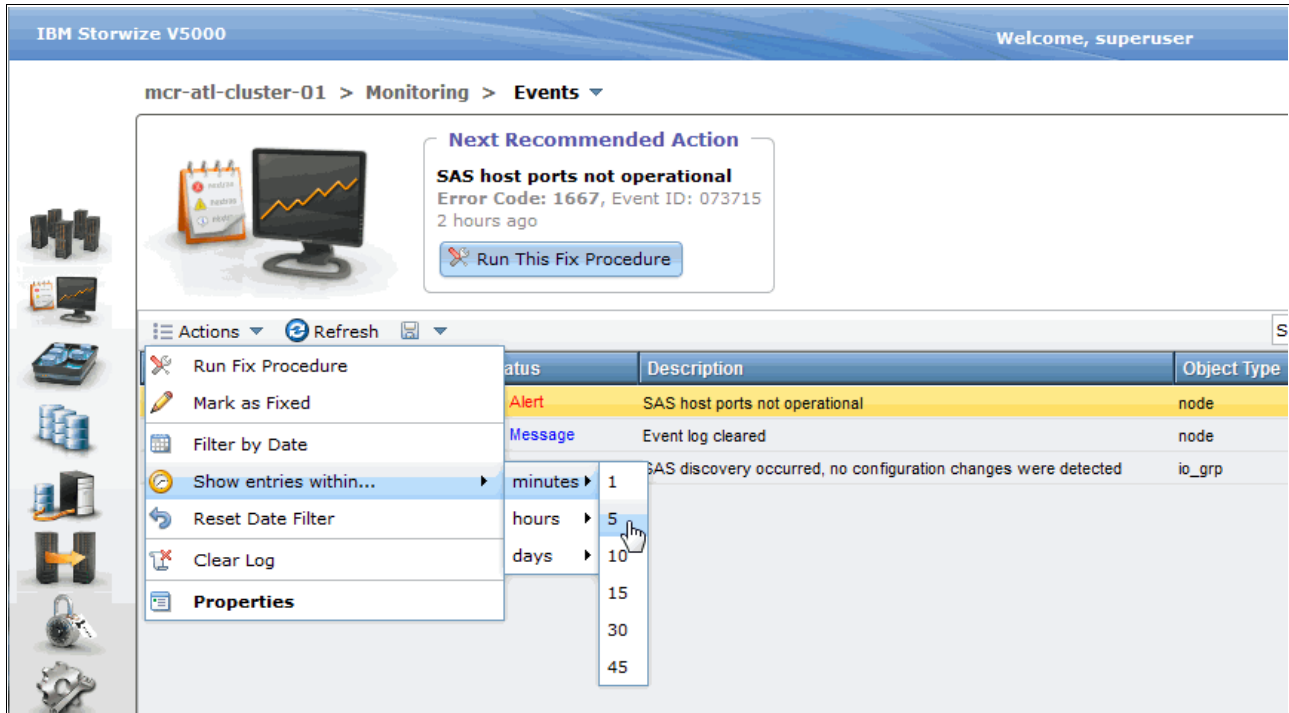 IBM Storwize V5000
Welcome, superuser
mcr-atl-cluster-01 > Monitoring > Events
Next Recommended Action
SAS host ports not operational
Error Code: 1667, Event ID: 073715
2 hours ago
Run This Fix Procedure
Actions Refresh
S
Run Fix Procedure
Mark as Fixed
Filter by Date
Show entries within...
Reset Date Filter
Clear Log
Properties
minutes
hours
days
1
5
10
15
30
45
atus Description Object Type
Alert SAS host ports not operational node
Message Event log cleared node
SAS discovery occurred, no configuration changes were detected io_grp